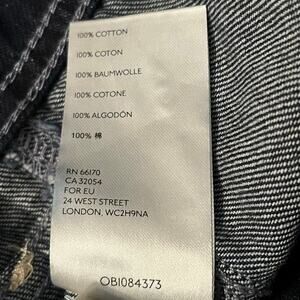 100% COTTON
100% COTON
100% BAUMWOLLE
100% COTONE
100% ALGODÓN
100% 棉
RN 66170
CA 32054
FOR EU
24 WEST STREET
LONDON, WC2H9NA
OB1084373